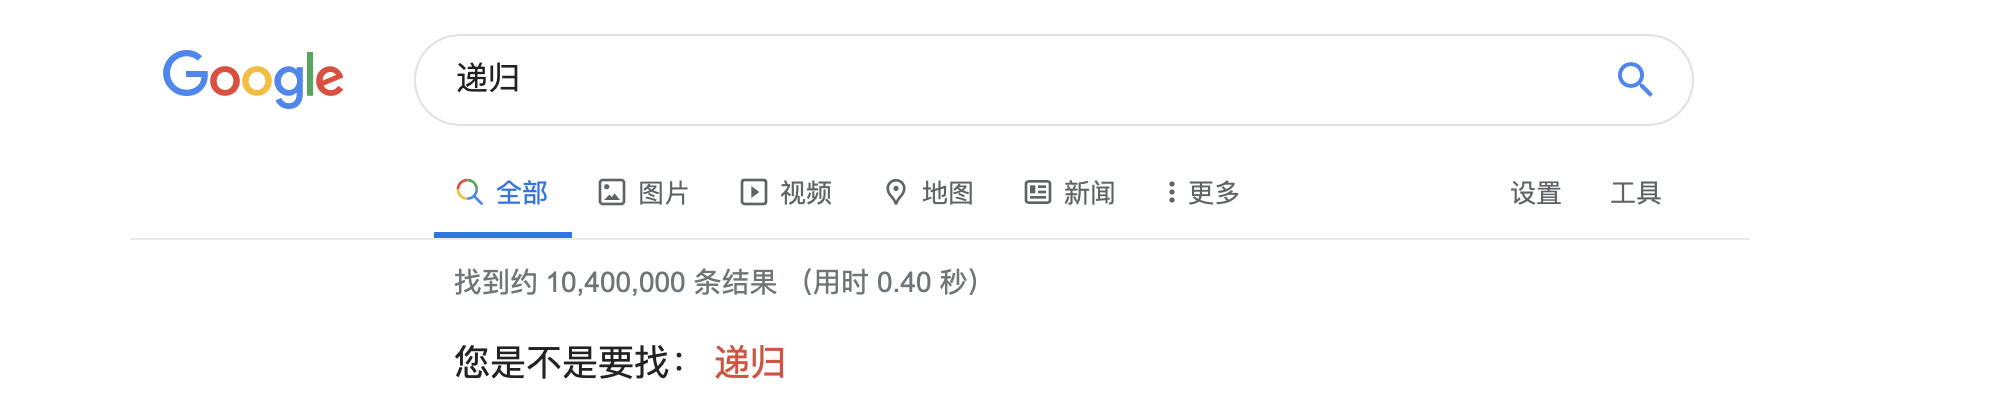 Google 递归
全部 图片 视频 地图 新闻 更多 设置 工具
找到约 10,400,000 条结果 （用时 0.40 秒）
您是不是要找： 递归